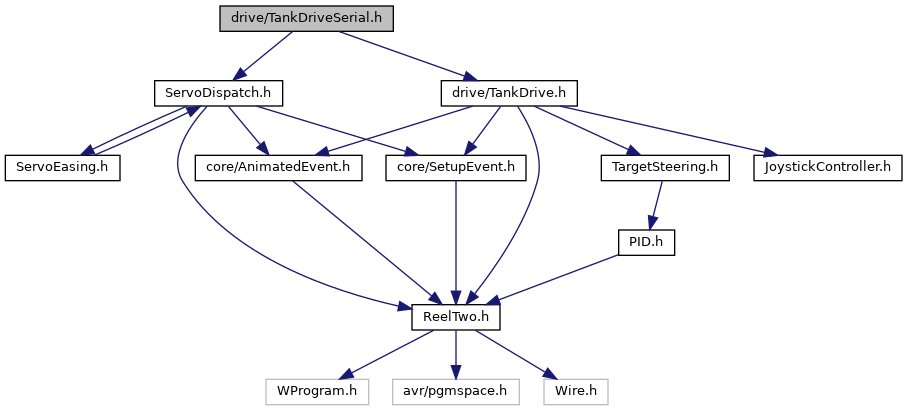 drive/TankDriveSerial.h
ServoDispatch.h
drive/TankDrive.h
ServoEasing.h
core/AnimatedEvent.h
core/SetupEvent.h
TargetSteering.h
JoystickController.h
PID.h
ReelTwo.h
WProgram.h
avr/pgmspace.h
Wire.h